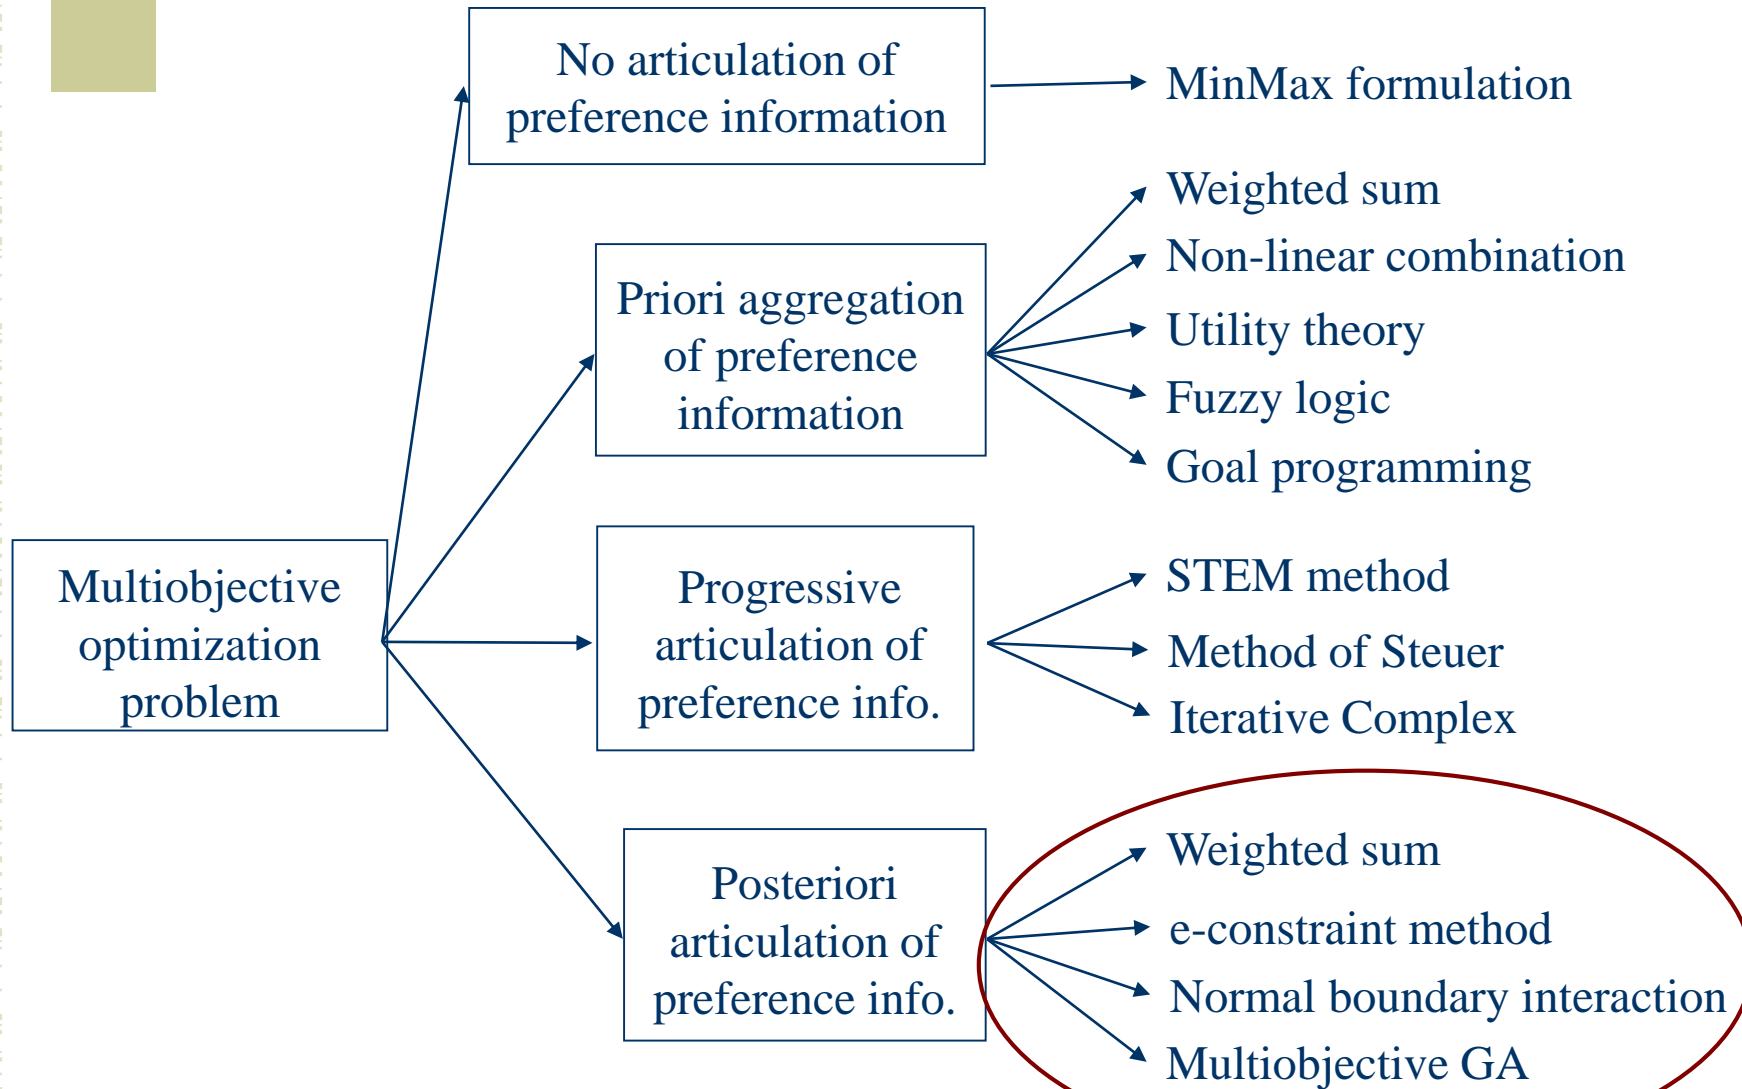 No articulation of
preference information
MinMax formulation
Weighted sum
Non-linear combination
Priori aggregation
of preference
information
Utility theory
Fuzzy logic
Goal programming
Multiobjective
optimization
problem
Progressive
articulation of
preference info.
STEM method
Method of Steuer
Iterative Complex
Posteriori
articulation of
preference info.
Weighted sum
e-constraint method
Normal boundary interaction
Multiobjective GA